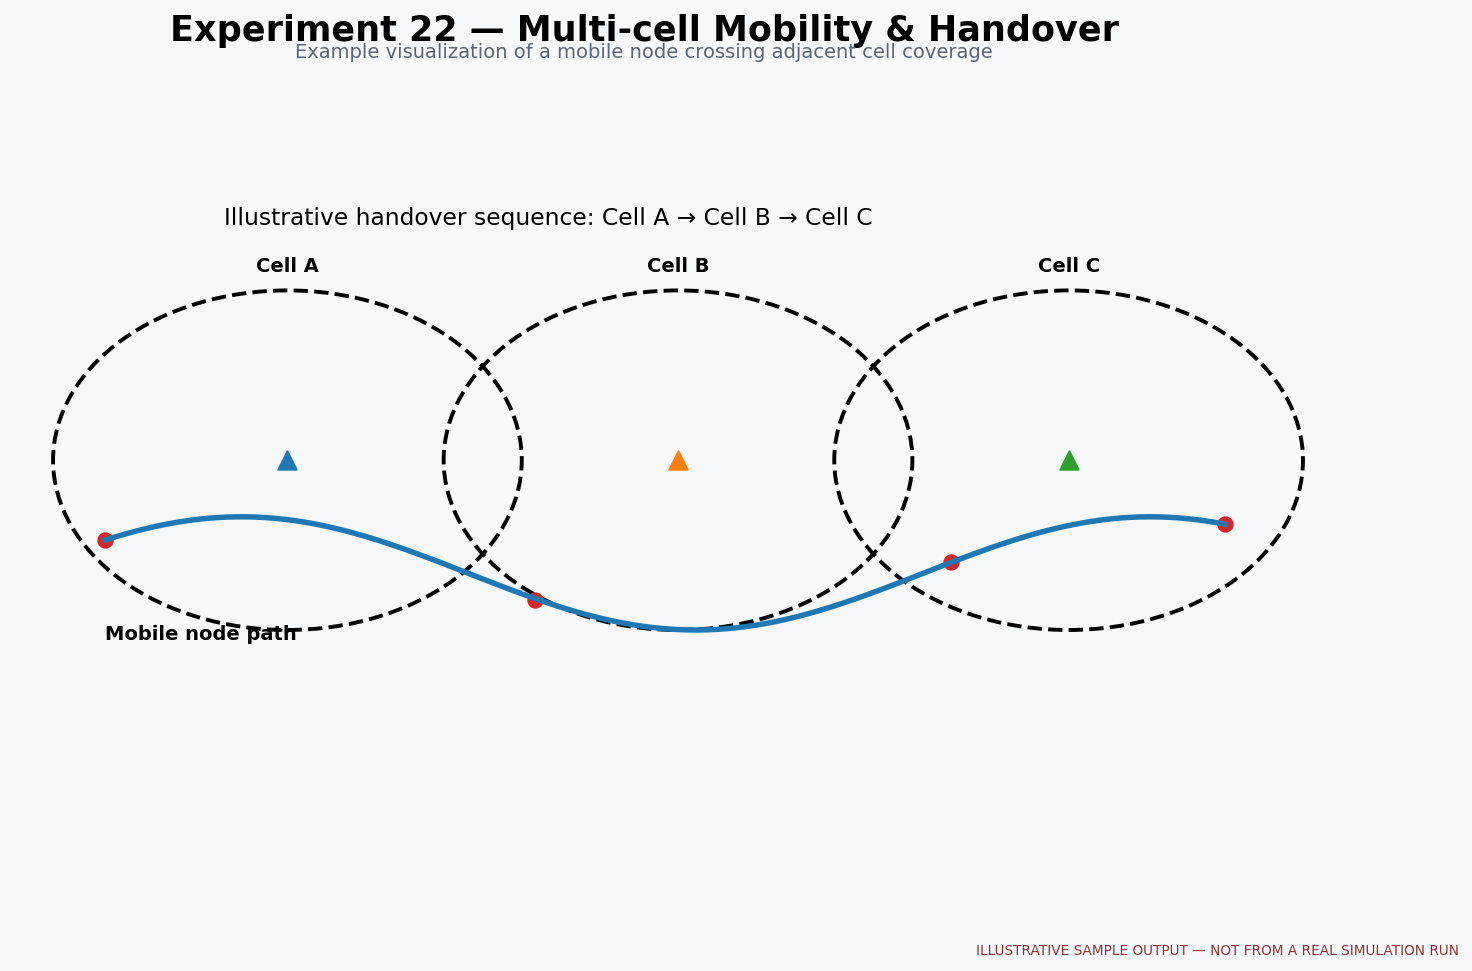 Experiment 22 — Multi-cell Mobility & Handover
Example visualization of a mobile node crossing adjacent cell coverage
Illustrative handover sequence: Cell A → Cell B → Cell C
Cell A
Cell B
Cell C
Mobile node path
ILLUSTRATIVE SAMPLE OUTPUT — NOT FROM A REAL SIMULATION RUN